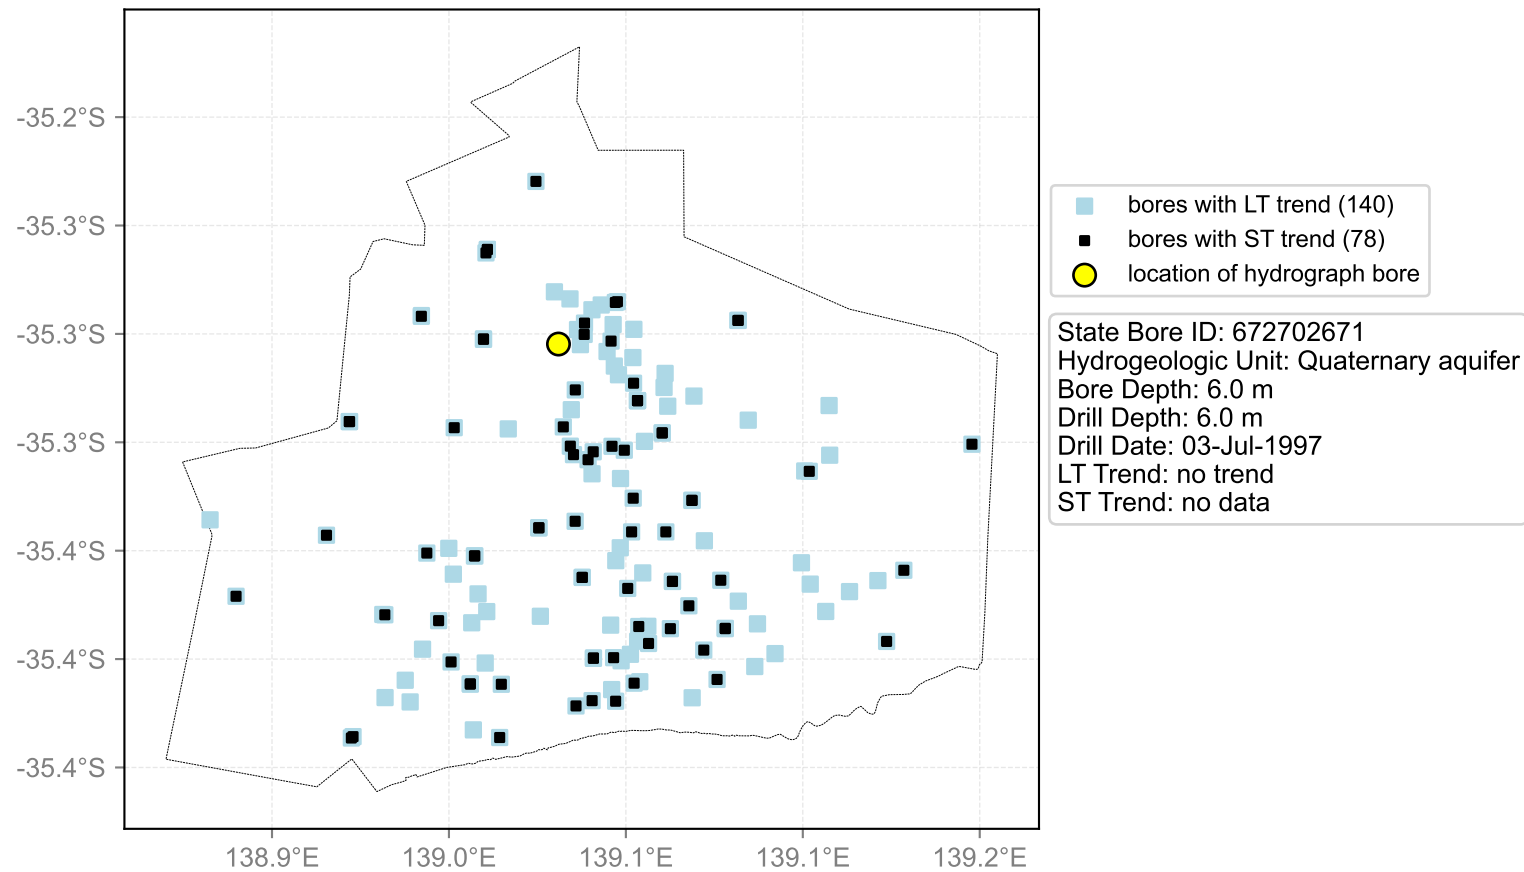 -35.2°S
-35.3°S
-35.3°S
-35.3°S
-35.4°S
-35.4°S
-35.4°S
138.9°E
139.0°E
139.1°E
139.1°E
139.2°E
bores with LT trend (140)
bores with ST trend (78)
location of hydrograph bore
State Bore ID: 672702671
Hydrogeologic Unit: Quaternary aquifer
Bore Depth: 6.0 m
Drill Depth: 6.0 m
Drill Date: 03-Jul-1997
LT Trend: no trend
ST Trend: no data